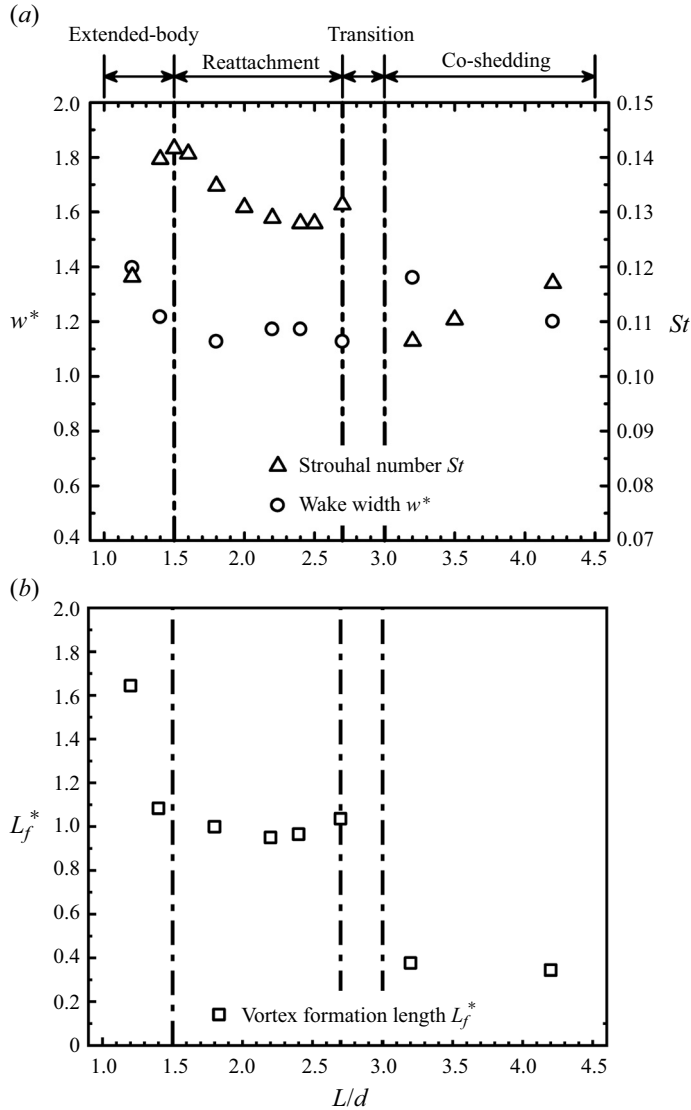 (a)
Extended-body Transition
Reattachment Co-shedding
2.0 0.15
1.8 0.14
1.6 0.13
1.4 0.12
w* St
1.2 0.11
1.0 0.10
0.8 0.09
Strouhal number St
0.6 0.08
Wake width w*
0.4 0.07
1.0 1.5 2.0 2.5 3.0 3.5 4.0 4.5
(b)
2.0
1.8
1.6
1.4
1.2
L_f* 1.0
0.8
0.6
0.4
0.2 Vortex formation length L_f*
0
1.0 1.5 2.0 2.5 3.0 3.5 4.0 4.5
L/d